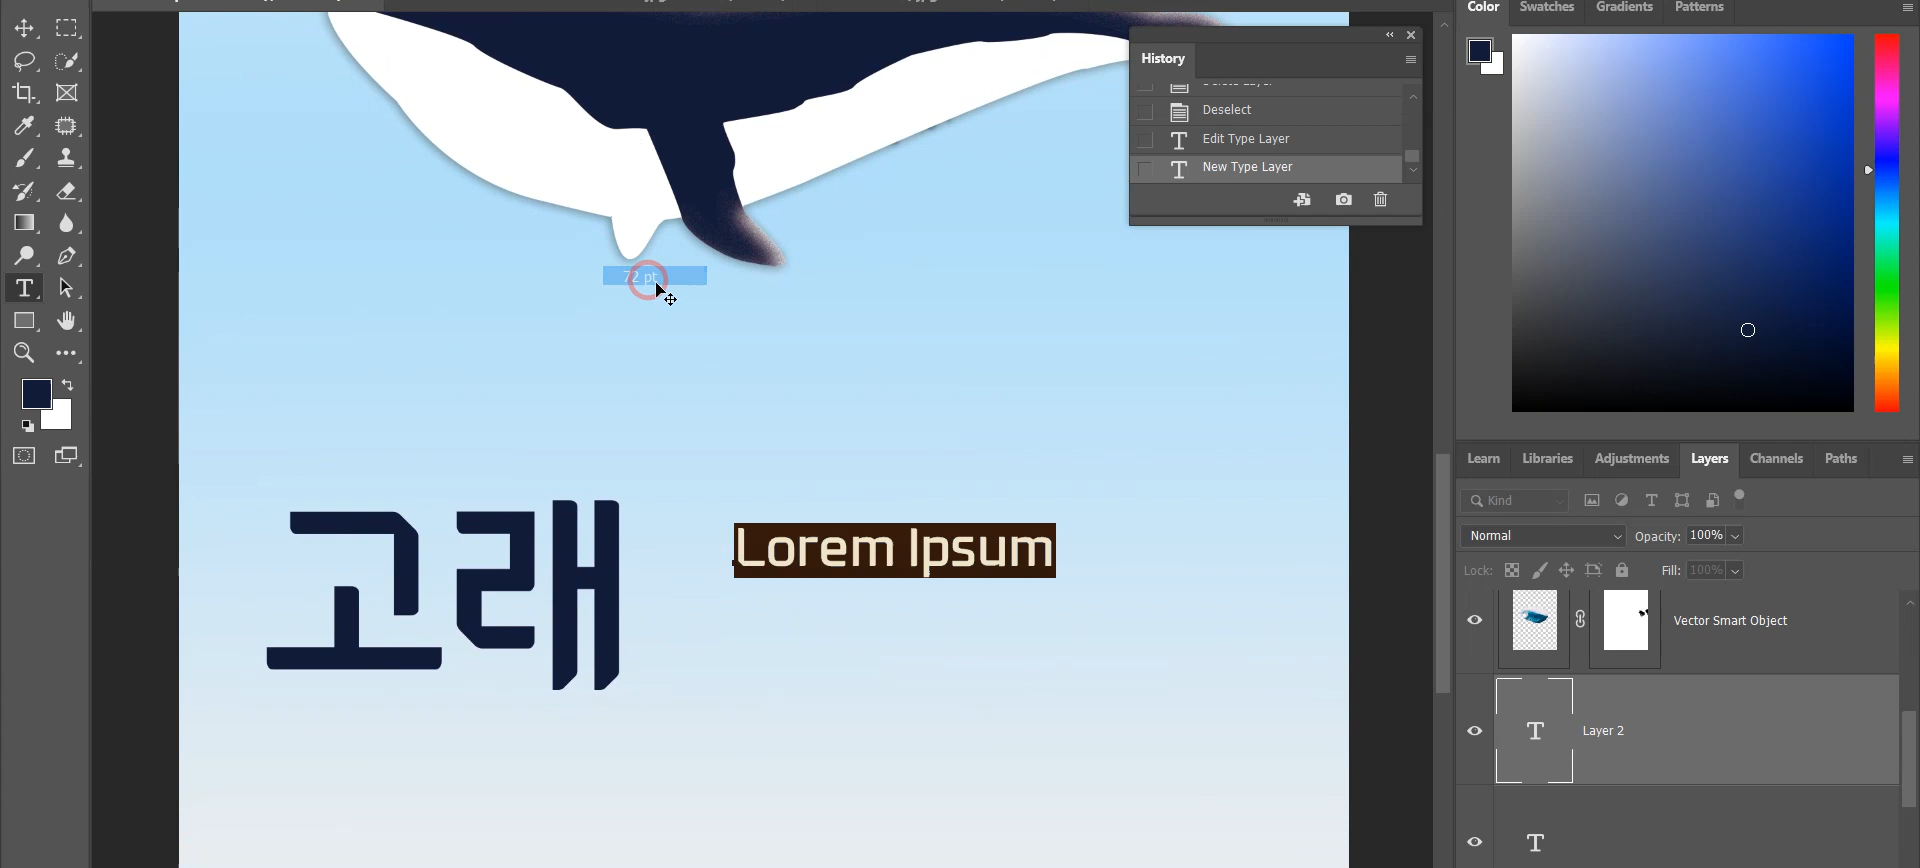 Color Swatches Gradients Patterns
History
Deselect
Edit Type Layer
New Type Layer
72 pt
고래
Lorem Ipsum
Learn Libraries Adjustments Layers Channels Paths
Kind
Normal Opacity: 100%
Lock: Fill: 100%
Vector Smart Object
T Layer 2
T